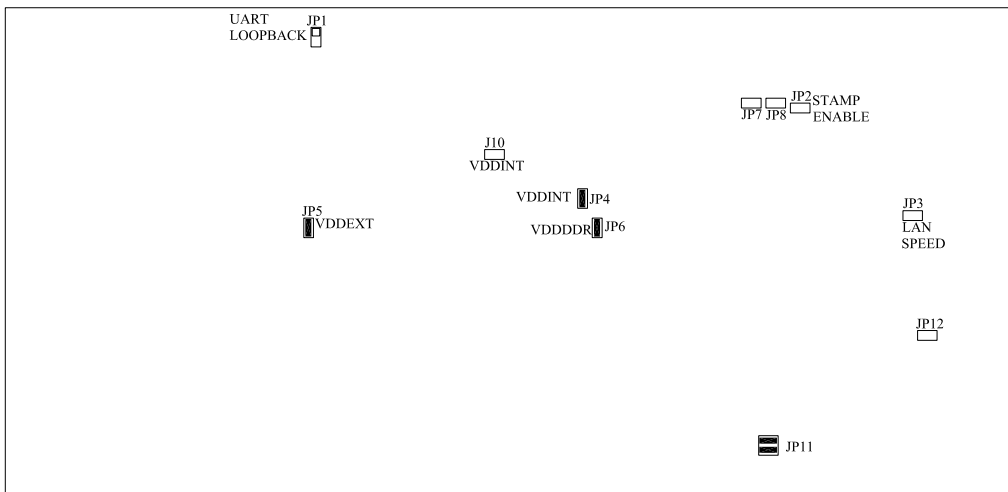 UART JP1
LOOPBACK
JP2 STAMP
JP7 JP8 ENABLE
J10
VDDINT
VDDINT JP4
JP5
VDDEXT
VDDDDR JP6
JP3
LAN
SPEED
JP12
JP11